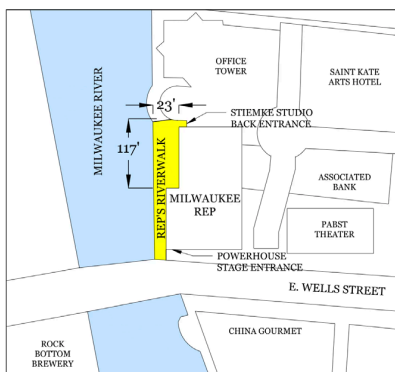 OFFICE
TOWER
SAINT KATE
ARTS HOTEL
MILWAUKEE RIVER
23'
STIEMKE STUDIO
BACK ENTRANCE
117'
REP'S RIVERWALK
MILWAUKEE
REP
ASSOCIATED
BANK
PABST
THEATER
POWERHOUSE
STAGE ENTRANCE
E. WELLS STREET
ROCK
BOTTOM
BREWERY
CHINA GOURMET